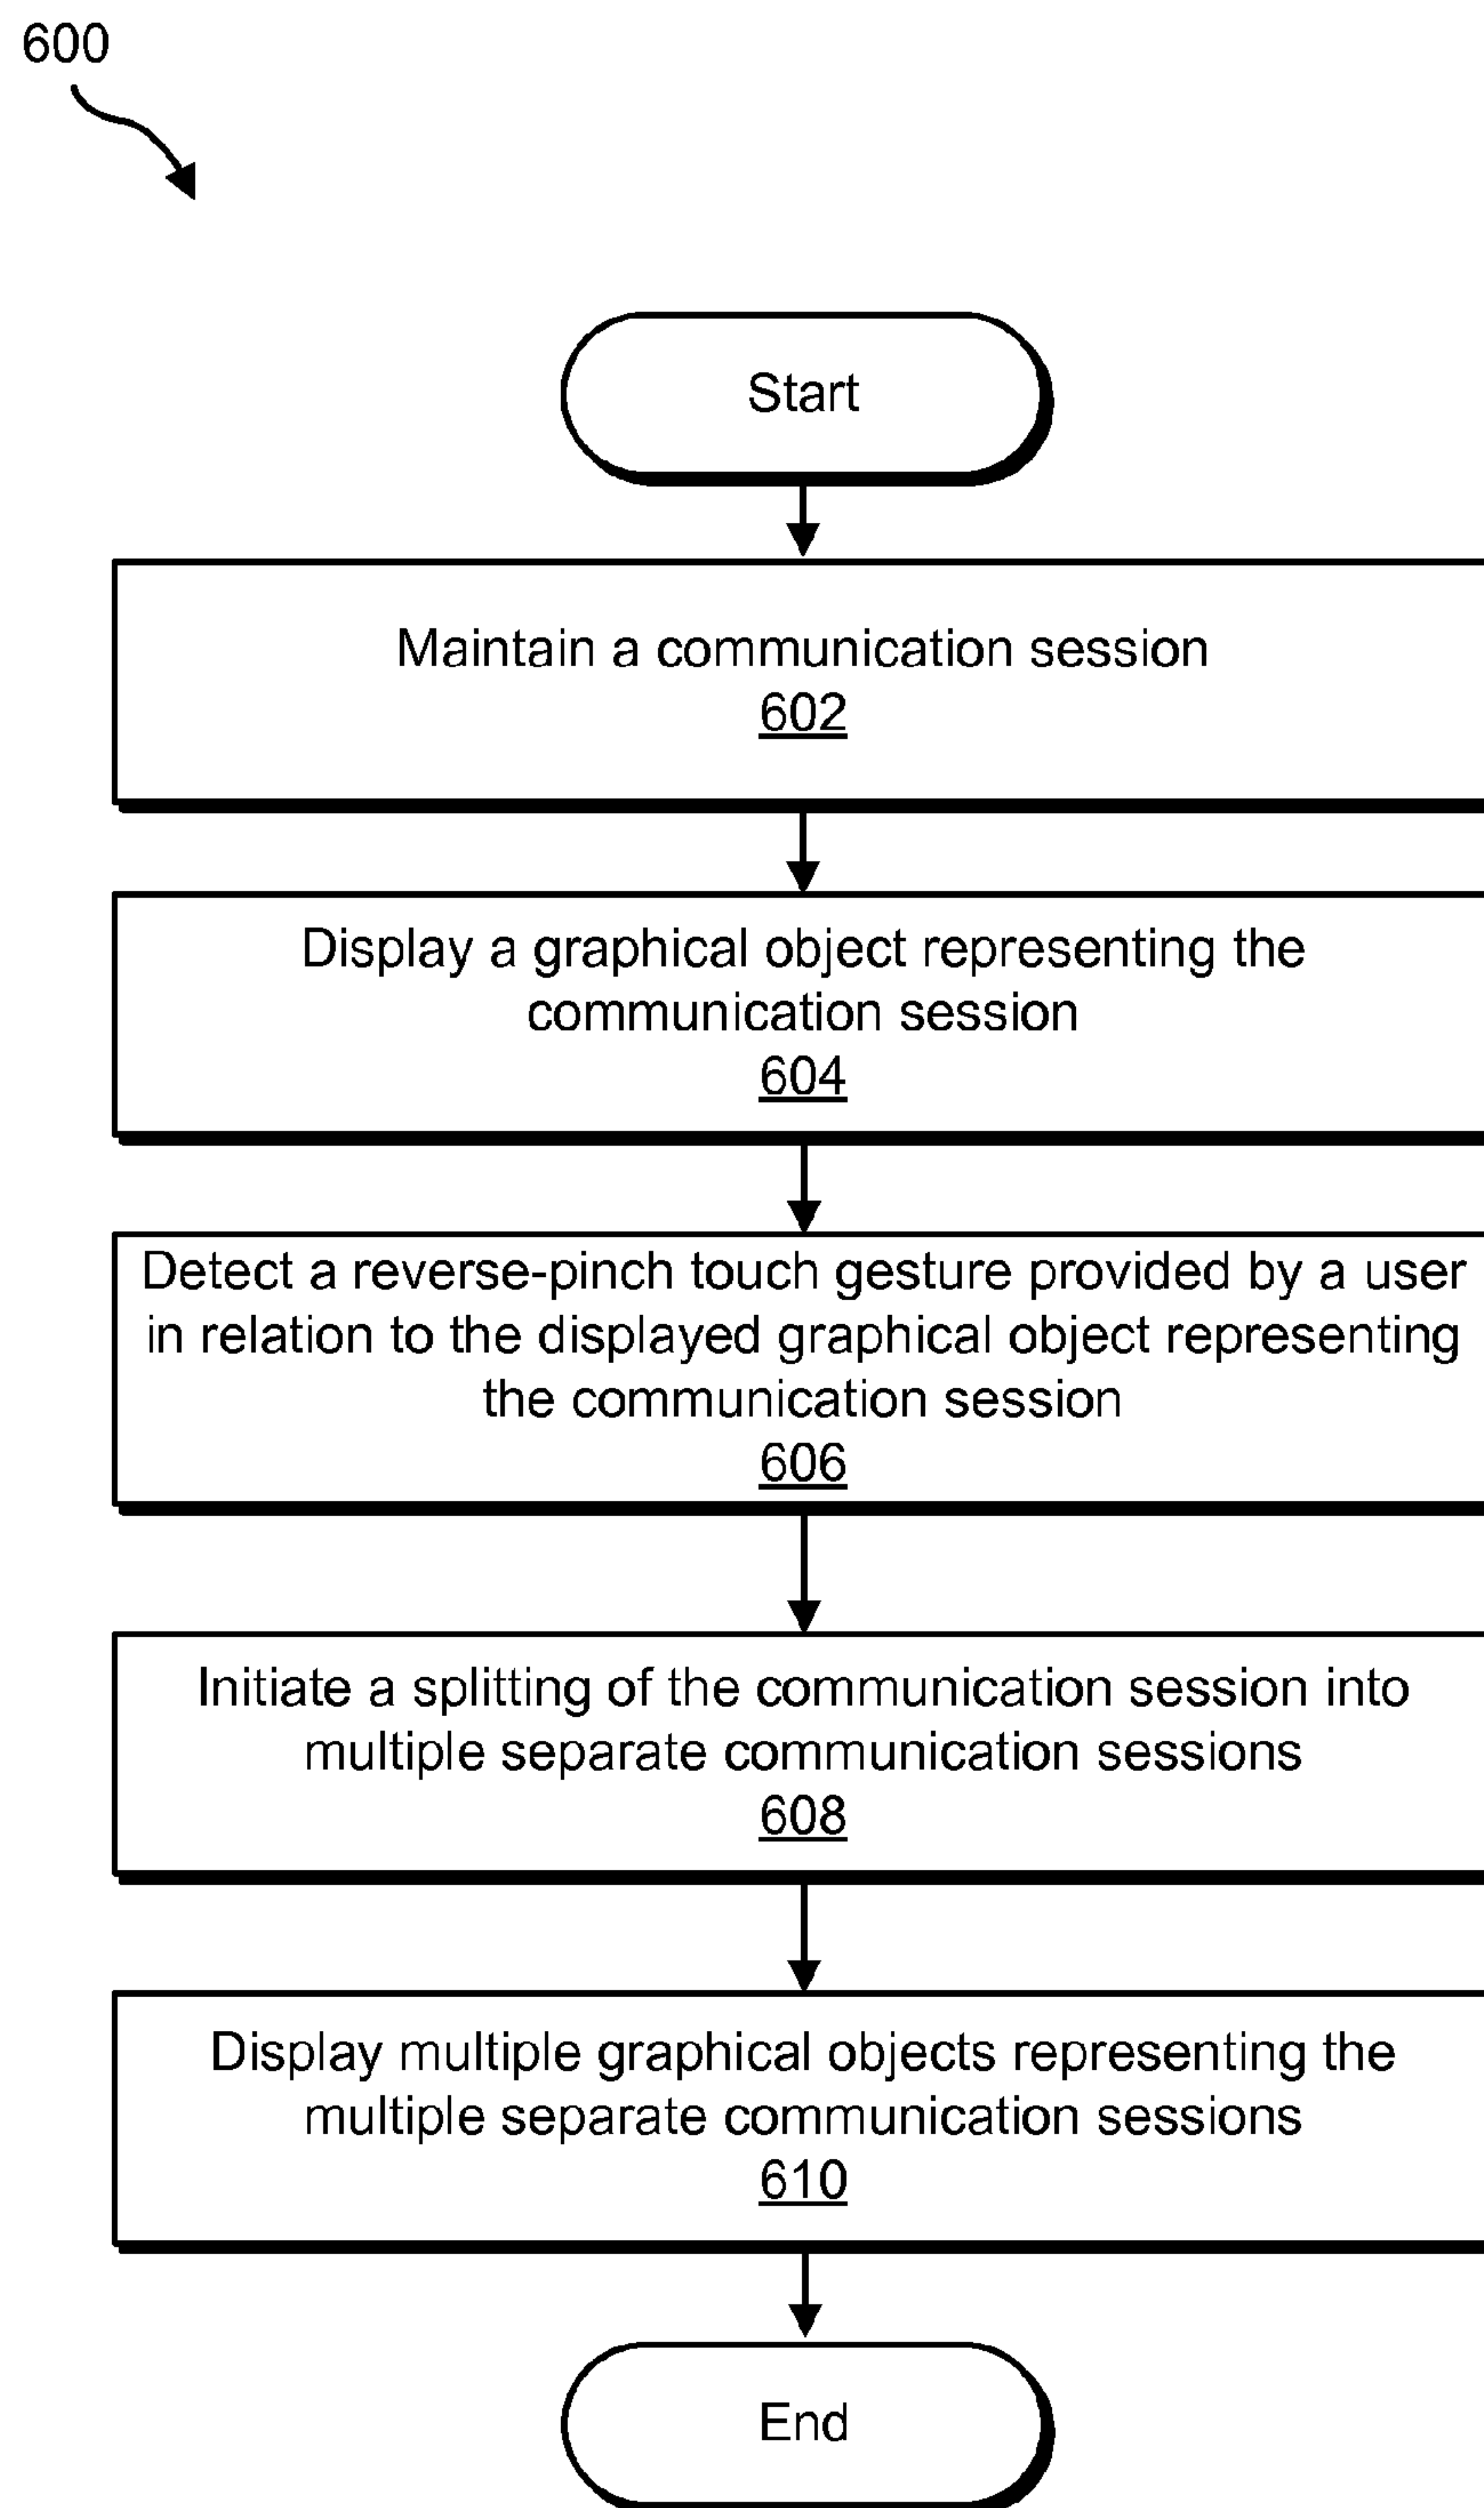 600
Start
Maintain a communication session
602
Display a graphical object representing the
communication session
604
Detect a reverse-pinch touch gesture provided by a user
in relation to the displayed graphical object representing
the communication session
606
Initiate a splitting of the communication session into
multiple separate communication sessions
608
Display multiple graphical objects representing the
multiple separate communication sessions
610
End